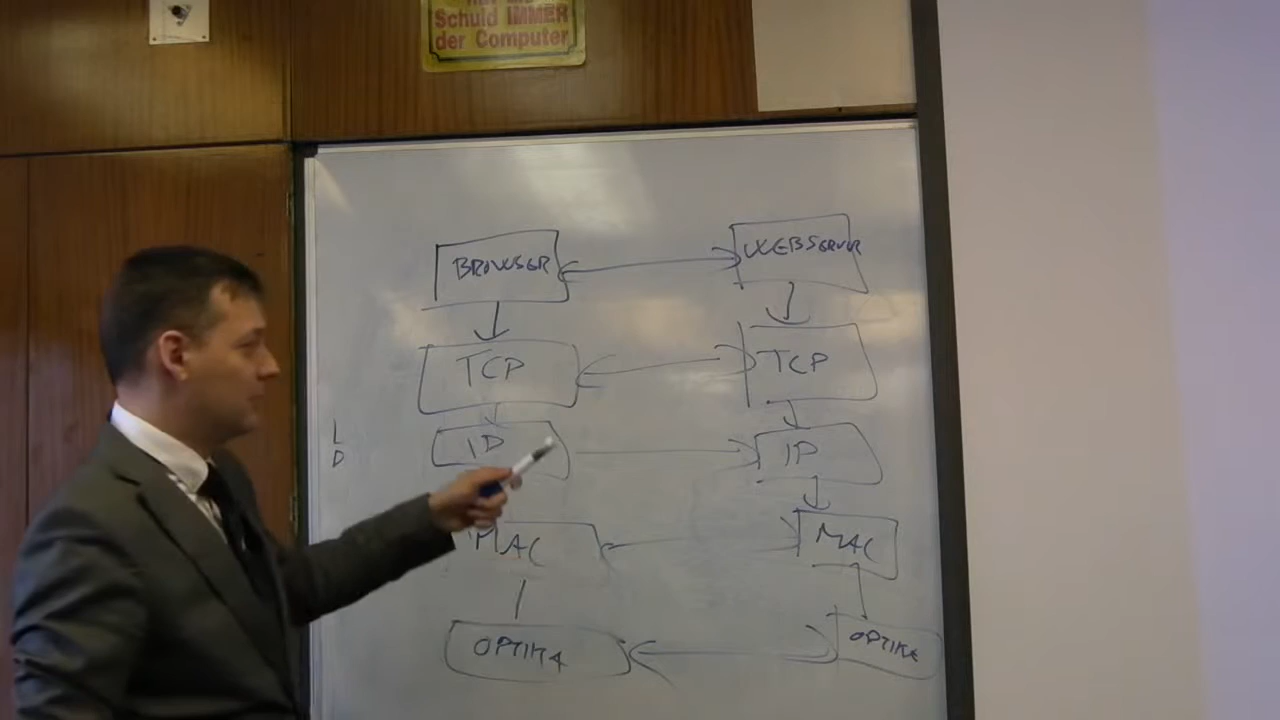 Schuld IMMER
der Computer
BROWSER
WEBSERVER
TCP
TCP
L
D
IP
IP
MAC
MAC
OPTIKA
OPTIKA